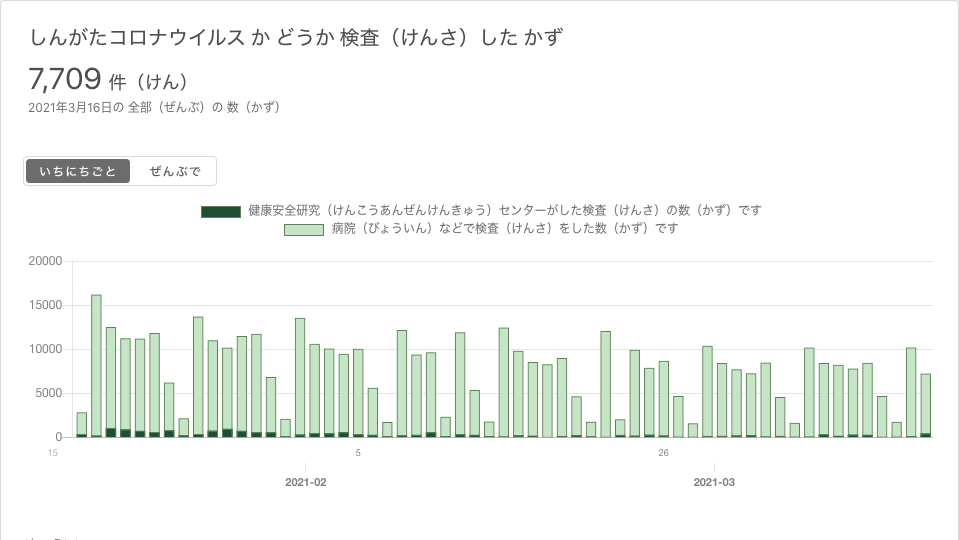 しんがたコロナウイルス か どうか 検査（けんさ）した かず
7,709 件（けん）
2021年3月16日の 全部（ぜんぶ）の 数（かず）
いちにちごと ぜんぶで
健康安全研究（けんこうあんぜんけんきゅう）センターがした検査（けんさ）の数（かず）です
病院（びょういん）などで検査（けんさ）をした数（かず）です
20000
15000
10000
5000
0
15 5 26
2021-02 2021-03